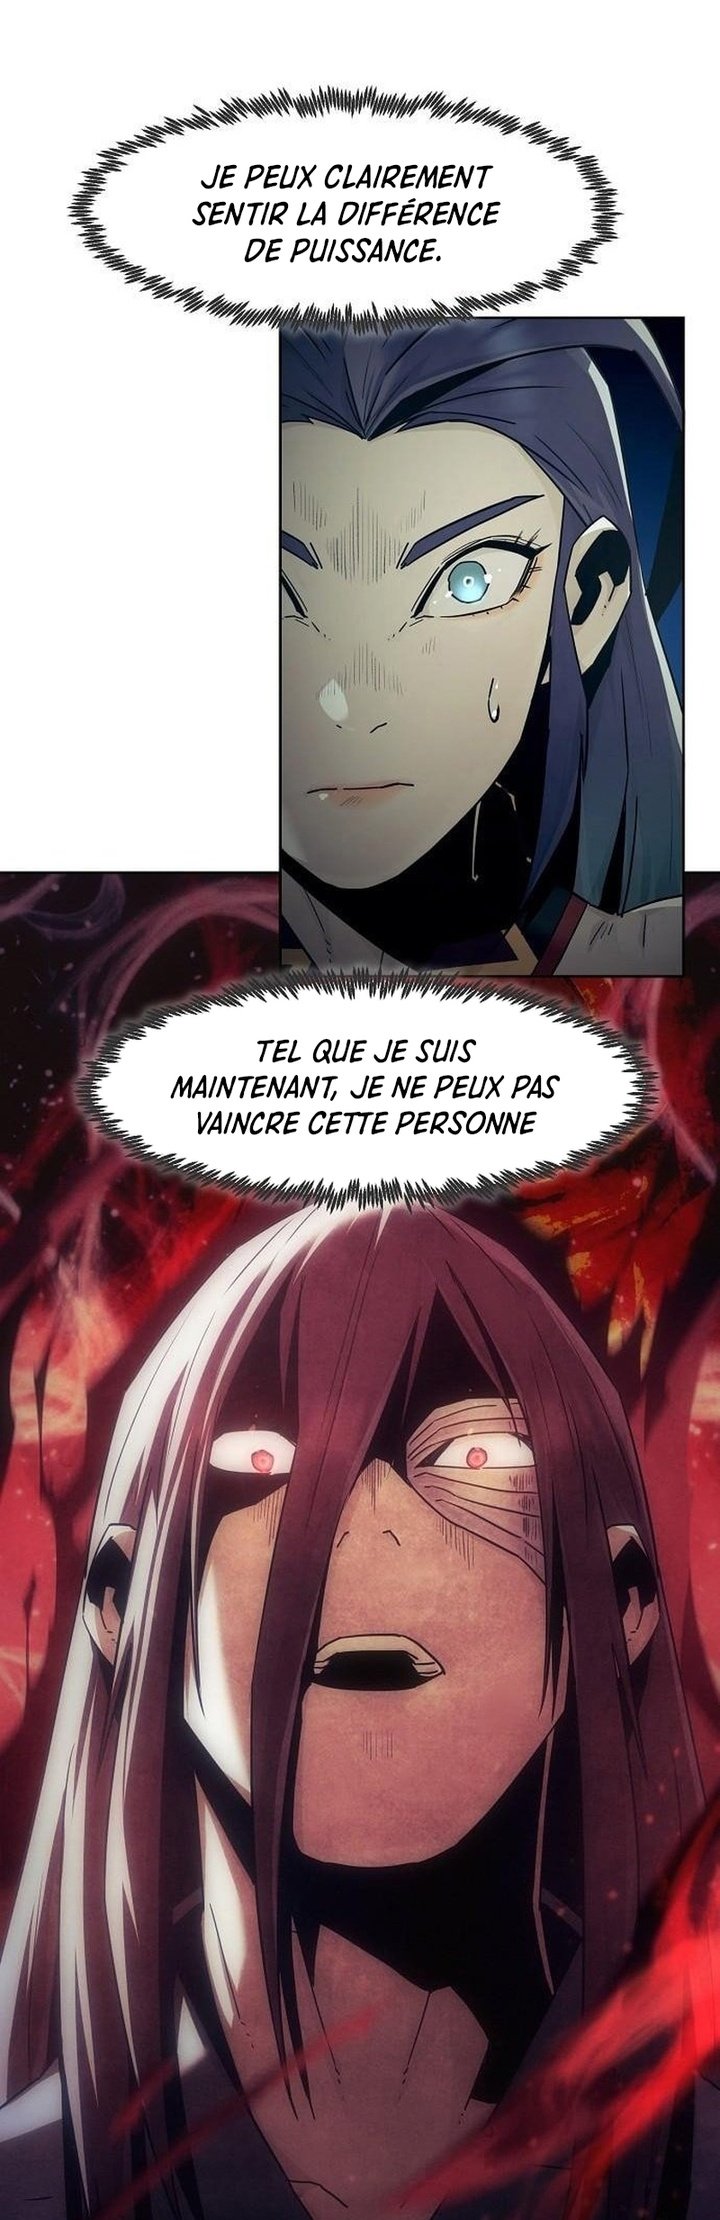 JE PEUX CLAIREMENT
SENTIR LA DIFFÉRENCE
DE PUISSANCE.
TEL QUE JE SUIS
MAINTENANT, JE NE PEUX PAS
VAINCRE CETTE PERSONNE